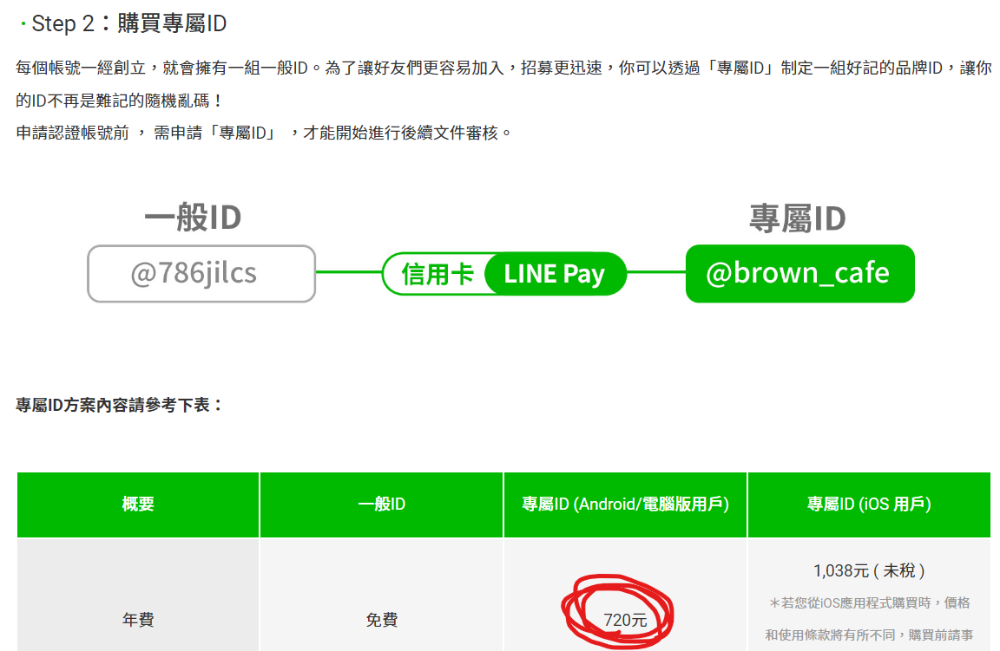 · Step 2：購買專屬ID
每個帳號一經創立，就會擁有一組一般ID。為了讓好友們更容易加入，招募更迅速，你可以透過「專屬ID」制定一組好記的品牌ID，讓你
的ID不再是難記的隨機亂碼！
申請認證帳號前 ， 需申請「專屬ID」 ，才能開始進行後續文件審核。
一般ID
專屬ID
@786jilcs
信用卡 LINE Pay
@brown_cafe
專屬ID方案內容請參考下表：
概要
一般ID
專屬ID (Android/電腦版用戶)
專屬ID (iOS 用戶)
年費
免費
720元
1,038元 ( 未稅 )
＊若您從iOS應用程式購買時，價格
和使用條款將有所不同，購買前請事